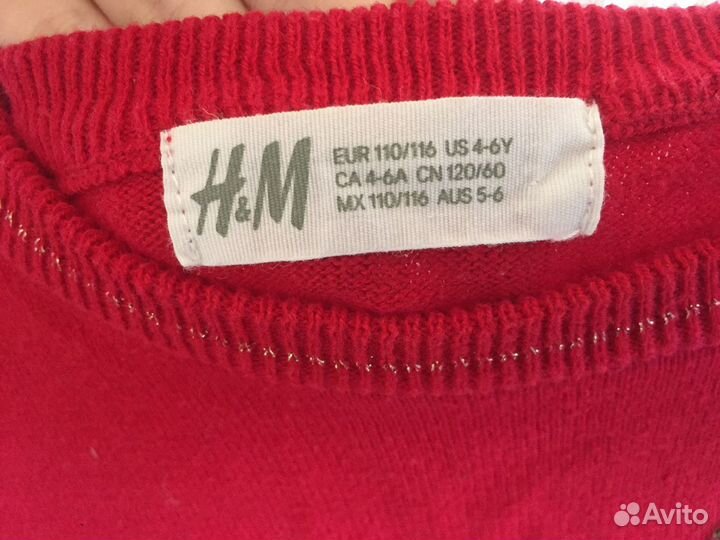 H&M
EUR 110/116 US 4-6Y
CA 4-6A CN 120/60
MX 110/116 AUS 5-6
Avito